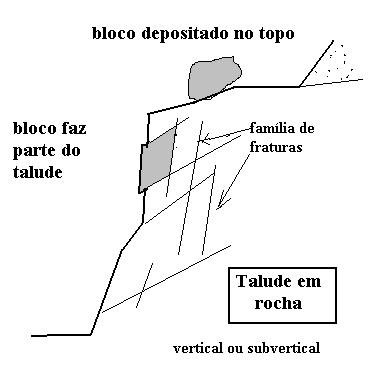 bloco depositado no topo
bloco faz
parte do
talude
família de
fraturas
Talude em
rocha
vertical ou subvertical